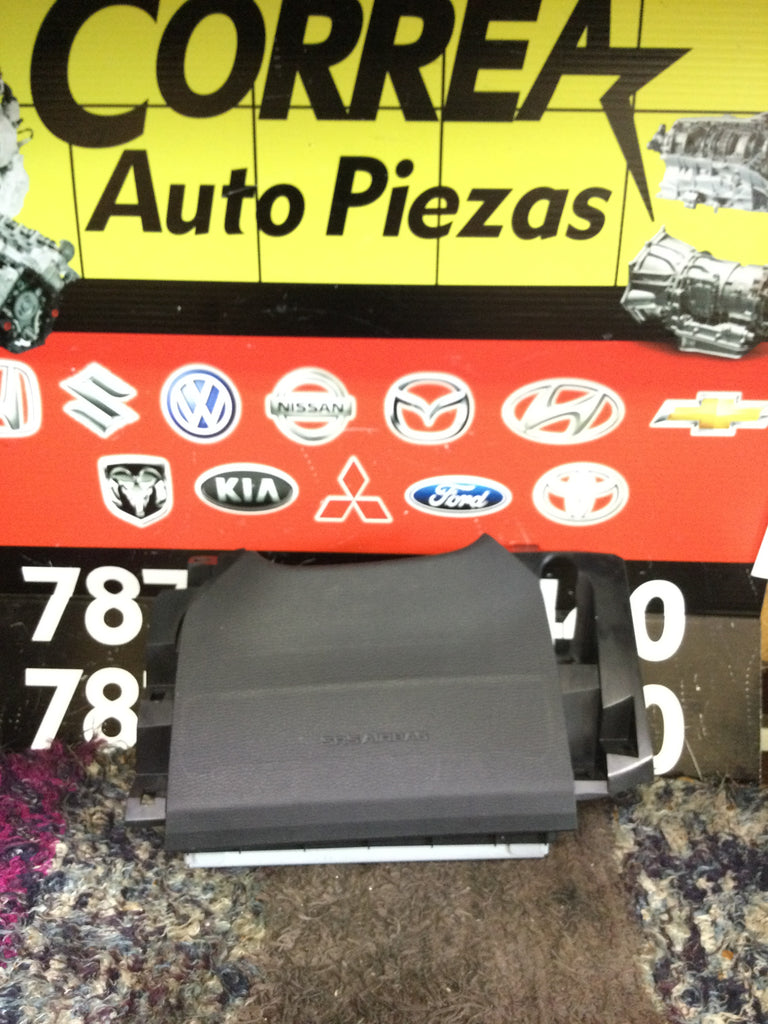 CORREA
Auto Piezas
NISSAN
KIA
Ford
SRS AIRBAG